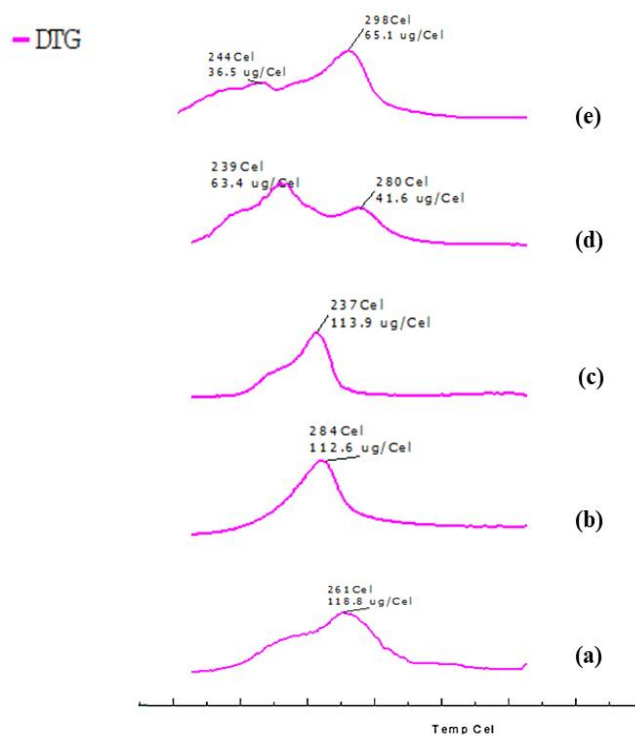 DTG
298Cel
65.1 ug/Cel
244Cel
36.5 ug/Cel
(e)
239Cel
63.4 ug/Cel
280Cel
41.6 ug/Cel
(d)
237Cel
113.9 ug/Cel
(c)
284Cel
112.6 ug/Cel
(b)
261Cel
118.8 ug/Cel
(a)
Temp Cel